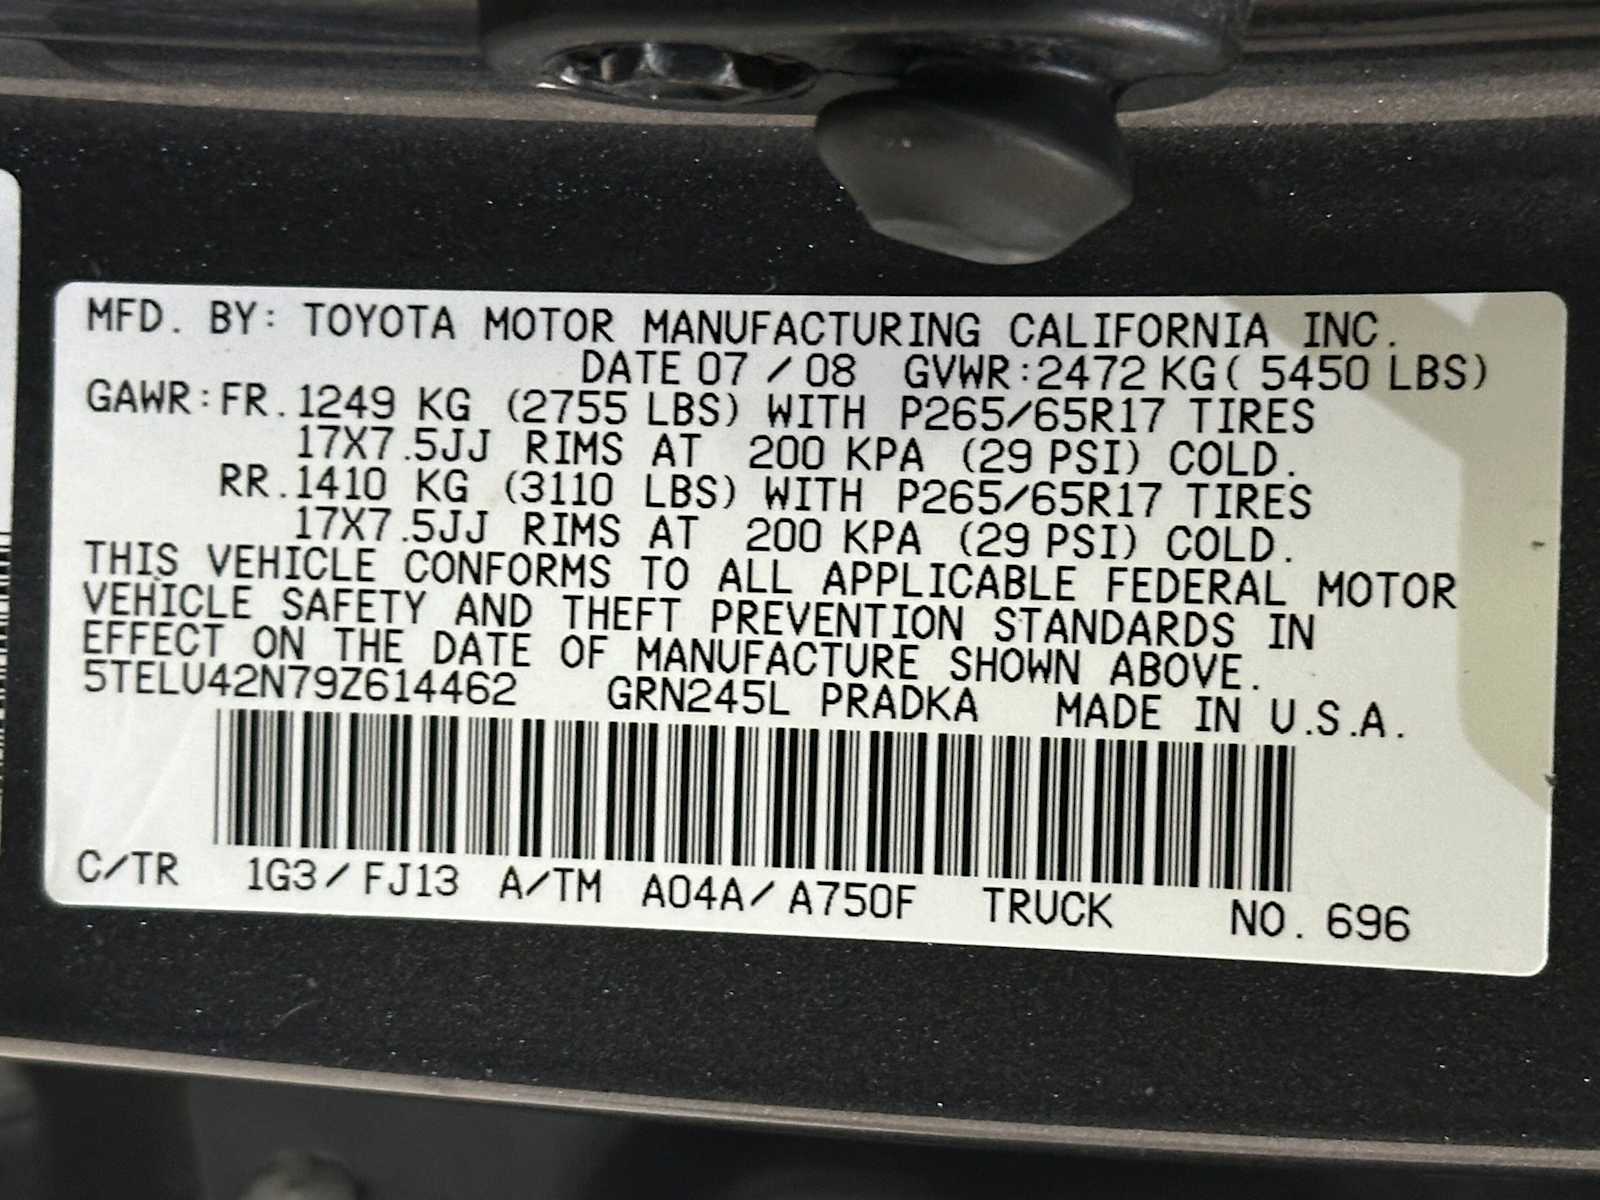 MFD. BY: TOYOTA MOTOR MANUFACTURING CALIFORNIA INC.
DATE 07 / 08 GVWR:2472 KG( 5450 LBS)
GAWR:FR.1249 KG (2755 LBS) WITH P265/65R17 TIRES
17X7.5JJ RIMS AT 200 KPA (29 PSI) COLD.
RR.1410 KG (3110 LBS) WITH P265/65R17 TIRES
17X7.5JJ RIMS AT 200 KPA (29 PSI) COLD.
THIS VEHICLE CONFORMS TO ALL APPLICABLE FEDERAL MOTOR
VEHICLE SAFETY AND THEFT PREVENTION STANDARDS IN
EFFECT ON THE DATE OF MANUFACTURE SHOWN ABOVE.
5TELU42N79Z614462 GRN245L PRADKA MADE IN U.S.A.
C/TR 1G3/FJ13 A/TM A04A/A750F TRUCK NO. 696